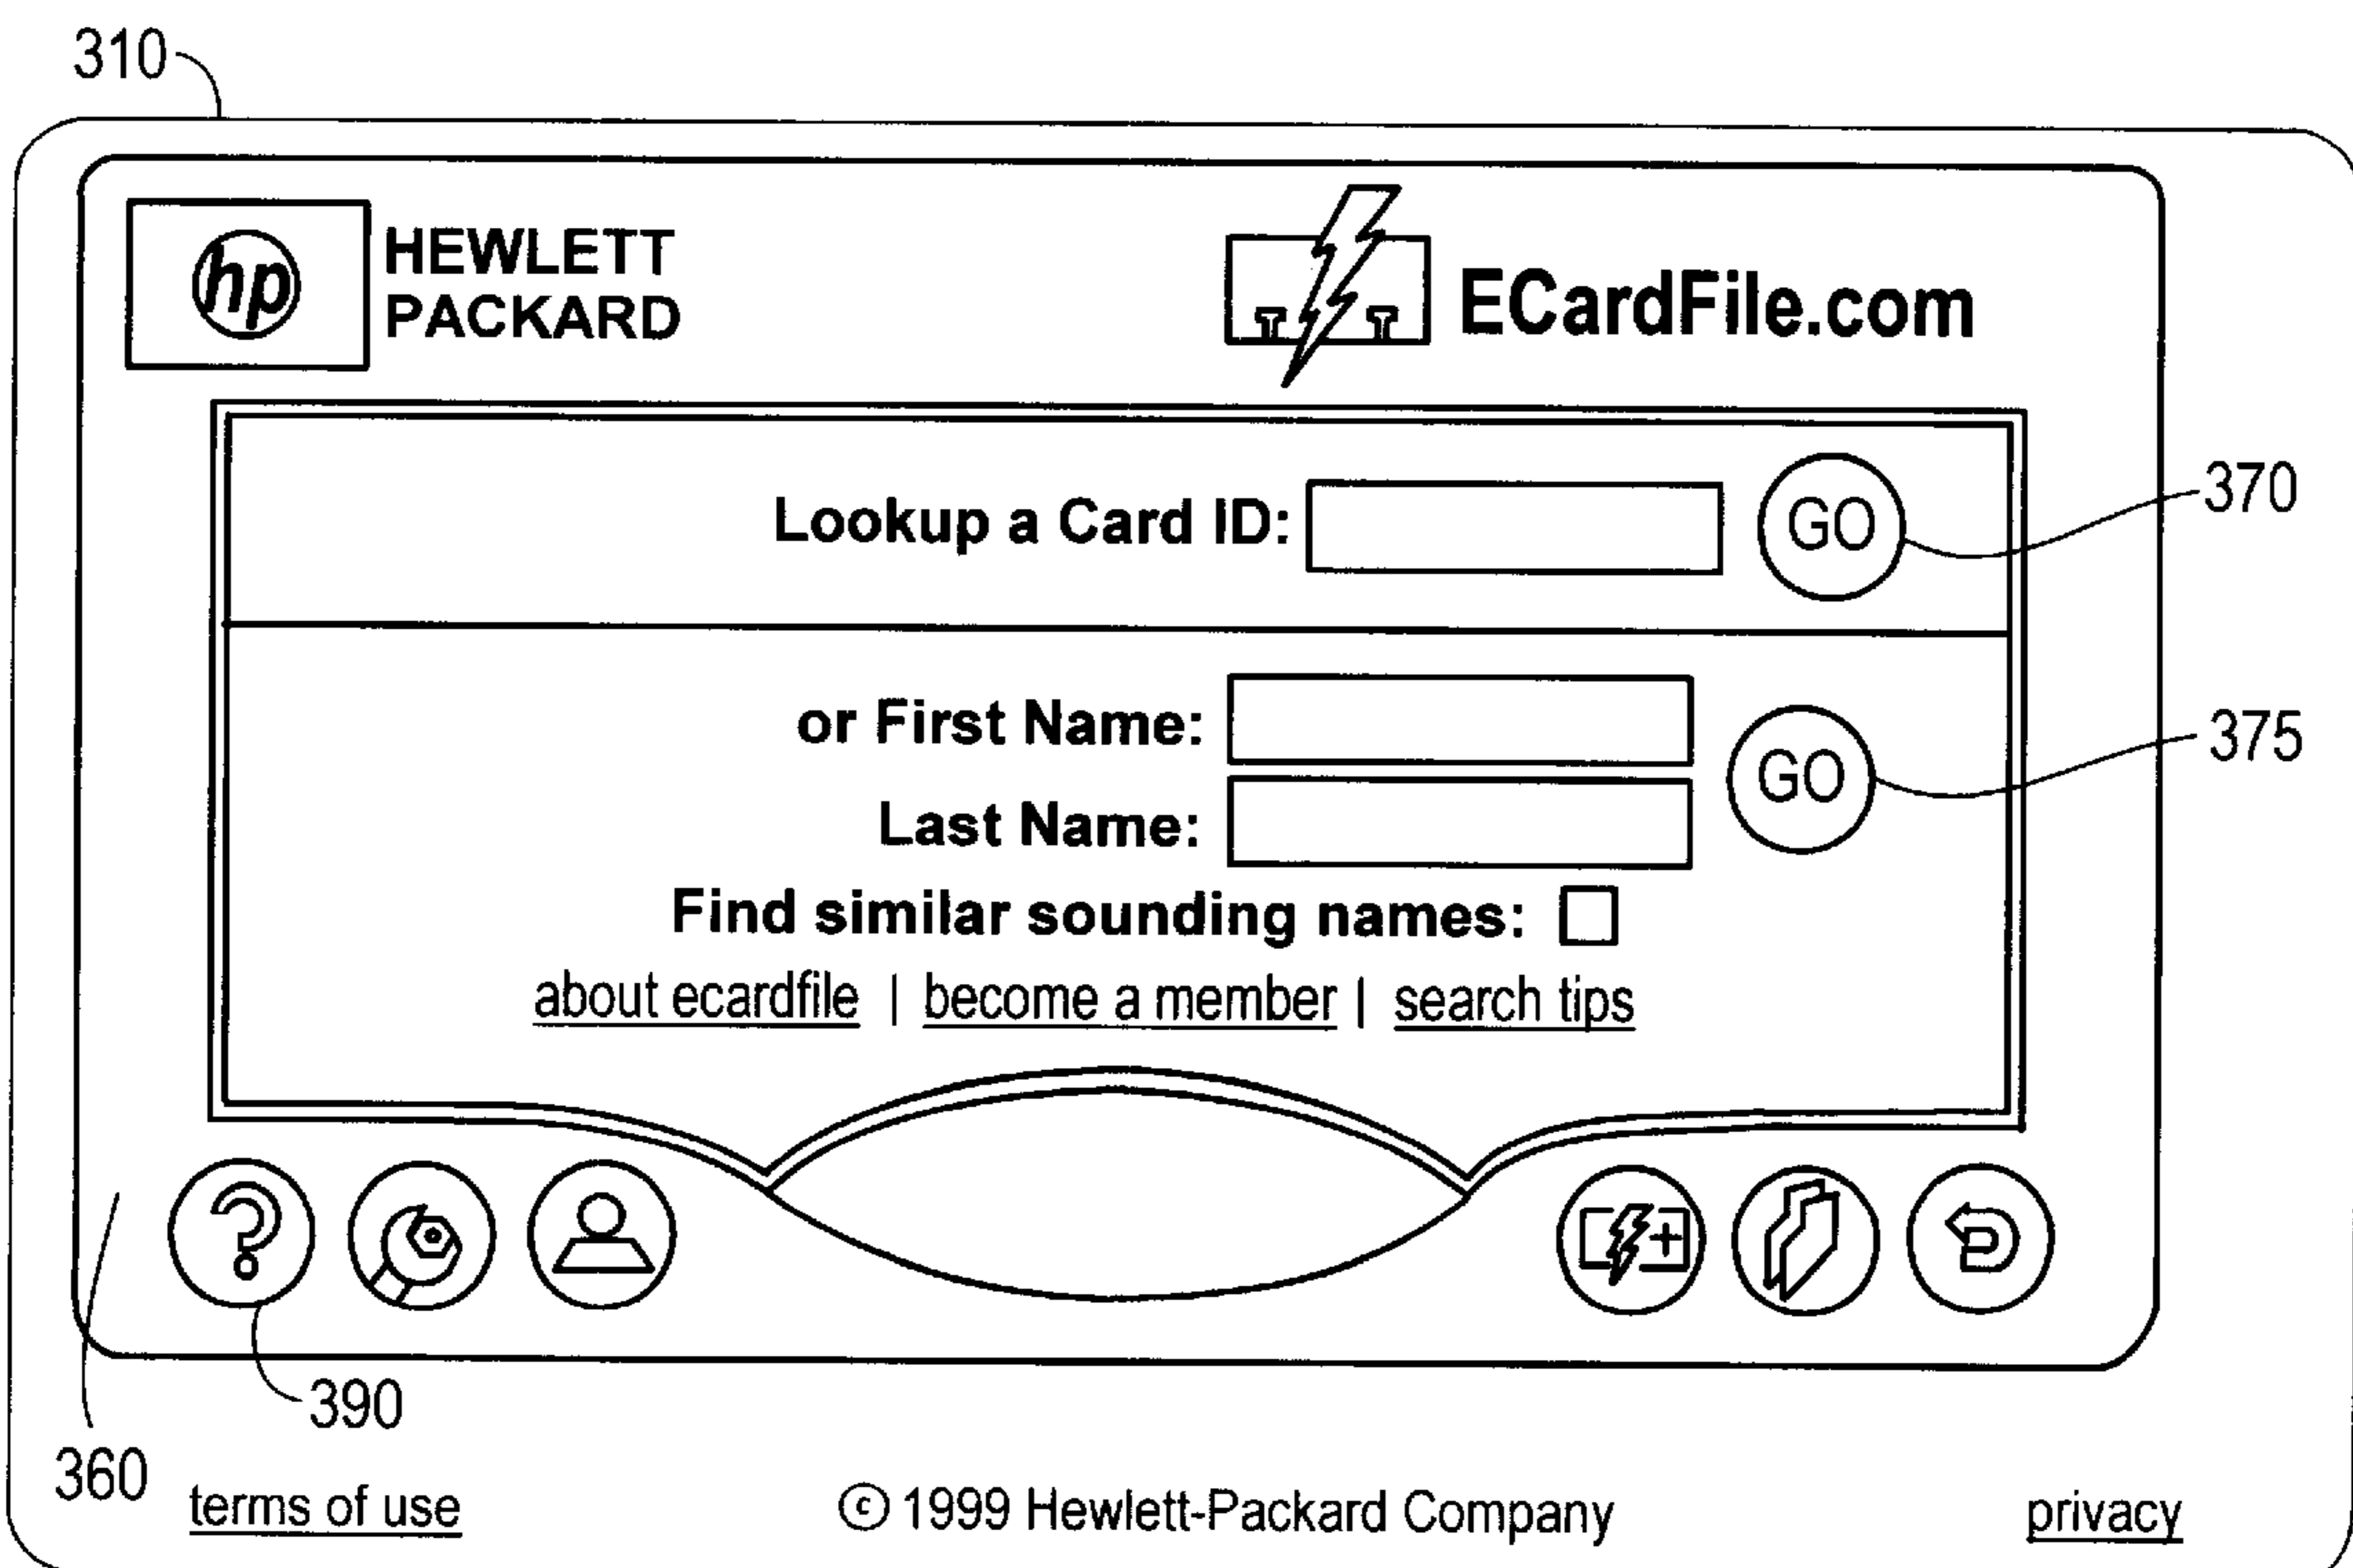 310
hp HEWLETT
PACKARD
ECardFile.com
Lookup a Card ID: GO
370
or First Name:
GO
375
Last Name:
Find similar sounding names:
about ecardfile | become a member | search tips
?
390
360
terms of use © 1999 Hewlett-Packard Company privacy